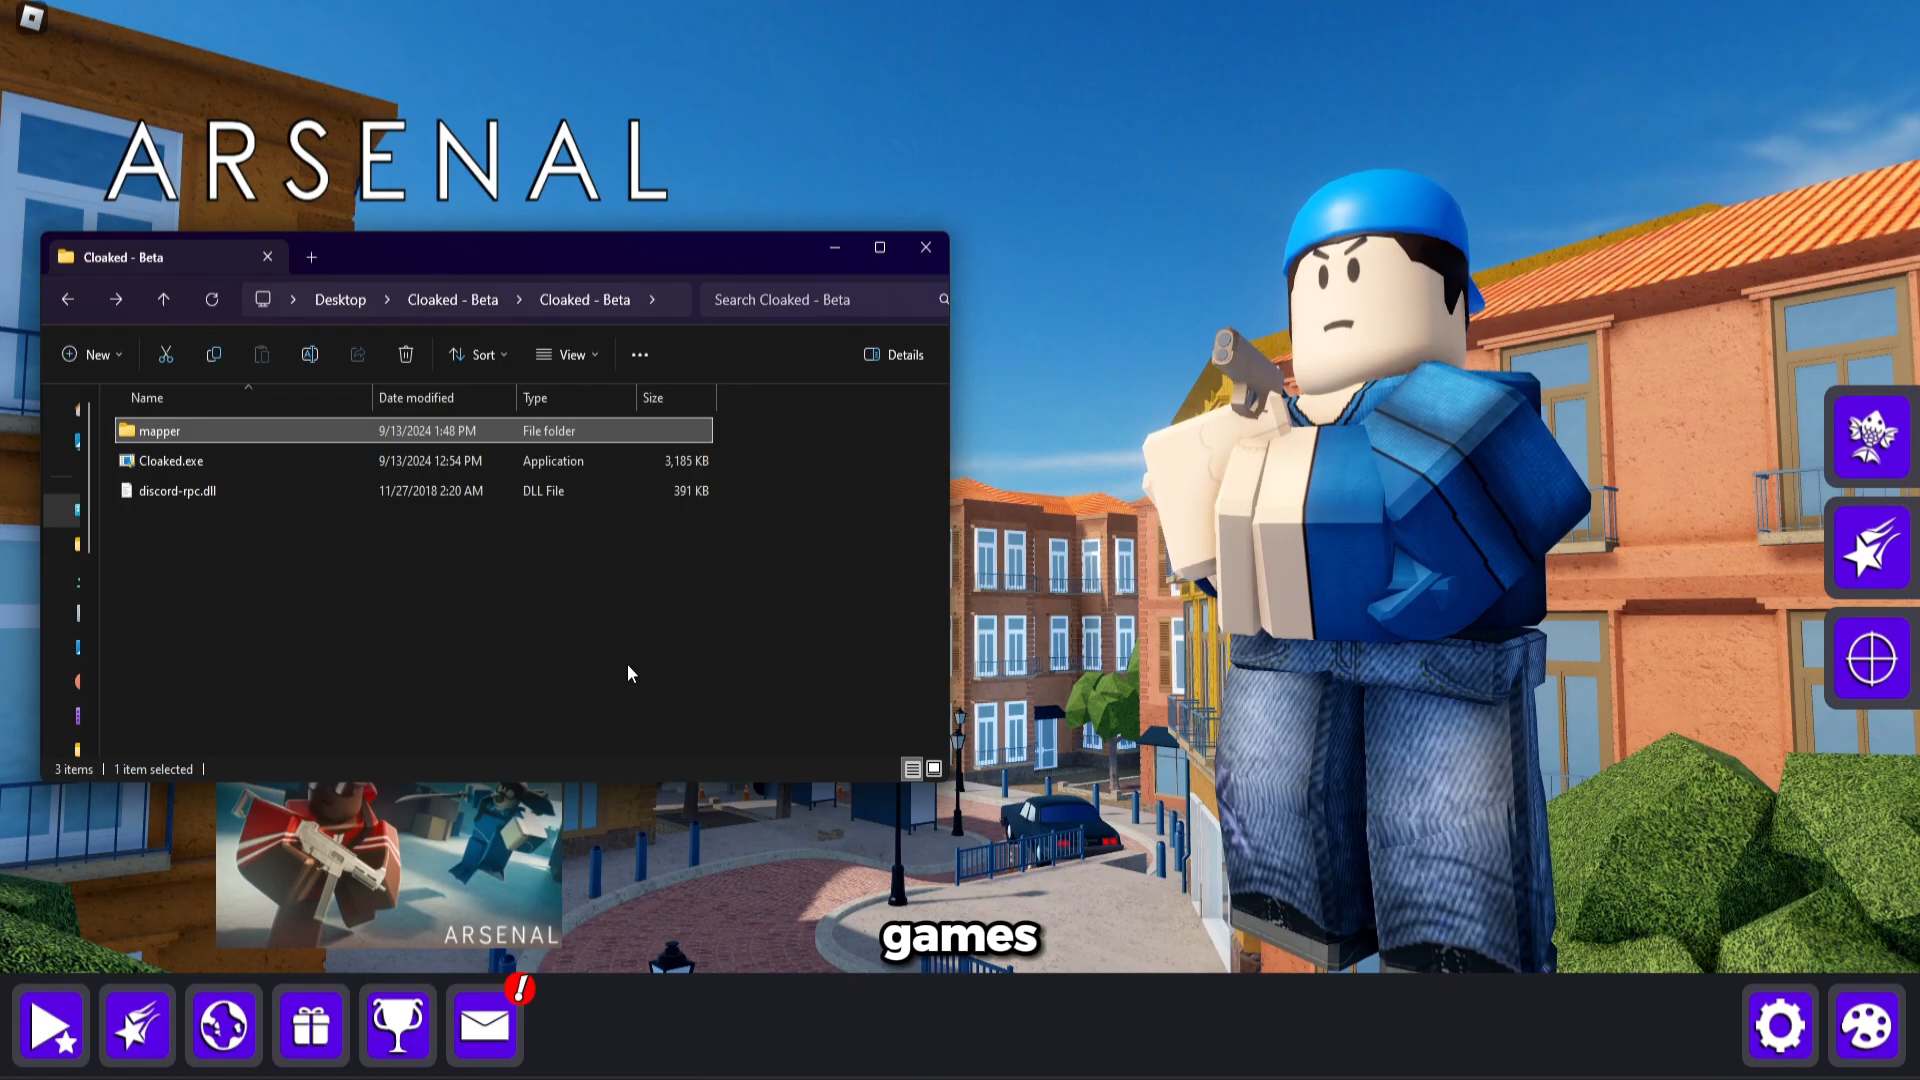 ARSENAL
Cloaked - Beta
Desktop > Cloaked - Beta > Cloaked - Beta >
Search Cloaked - Beta
New
Sort
View
Details
Name Date modified Type Size
mapper 9/13/2024 1:48 PM File folder
Cloaked.exe 9/13/2024 12:54 PM Application 3,185 KB
discord-rpc.dll 11/27/2018 2:20 AM DLL File 391 KB
3 items | 1 item selected |
ARSENAL
games
!